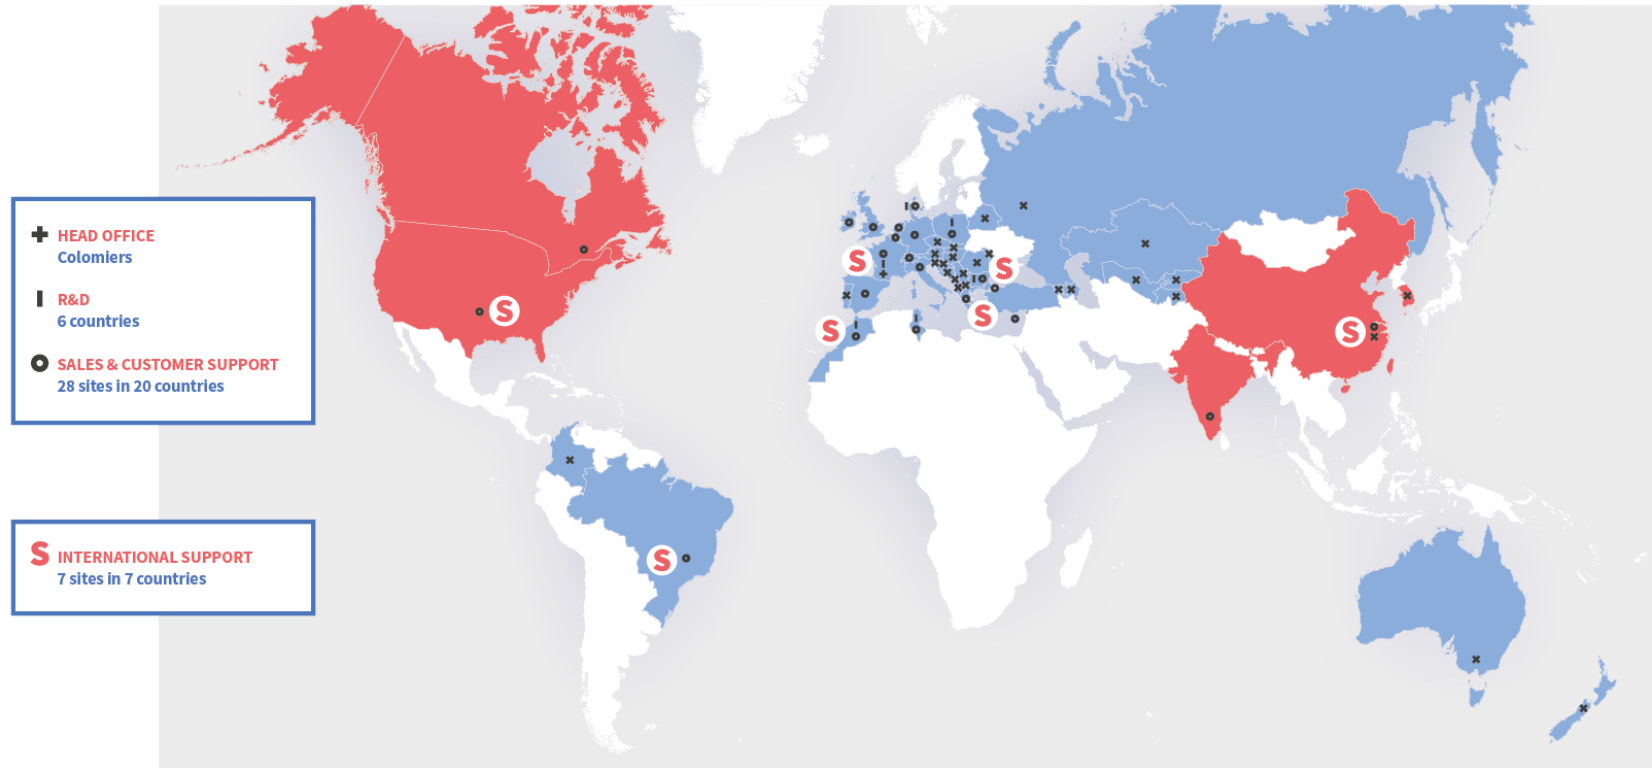 HEAD OFFICE
Colomiers
R&D
6 countries
SALES & CUSTOMER SUPPORT
28 sites in 20 countries
S INTERNATIONAL SUPPORT
7 sites in 7 countries
S
S
S
S
S
S
S